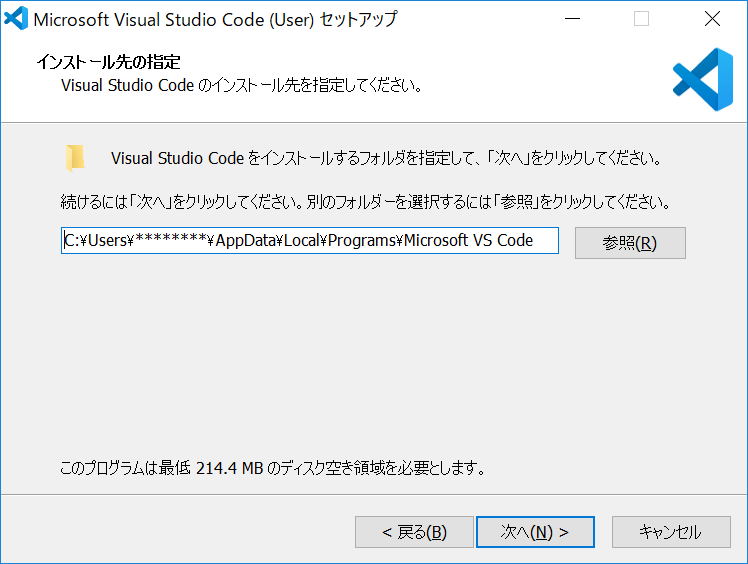 Microsoft Visual Studio Code (User) セットアップ
インストール先の指定
Visual Studio Code のインストール先を指定してください。
Visual Studio Code をインストールするフォルダを指定して、「次へ」をクリックしてください。
続けるには「次へ」をクリックしてください。別のフォルダーを選択するには「参照」をクリックしてください。
C:¥Users¥********¥AppData¥Local¥Programs¥Microsoft VS Code
参照(R)
このプログラムは最低 214.4 MB のディスク空き領域を必要とします。
< 戻る(B)
次へ(N) >
キャンセル